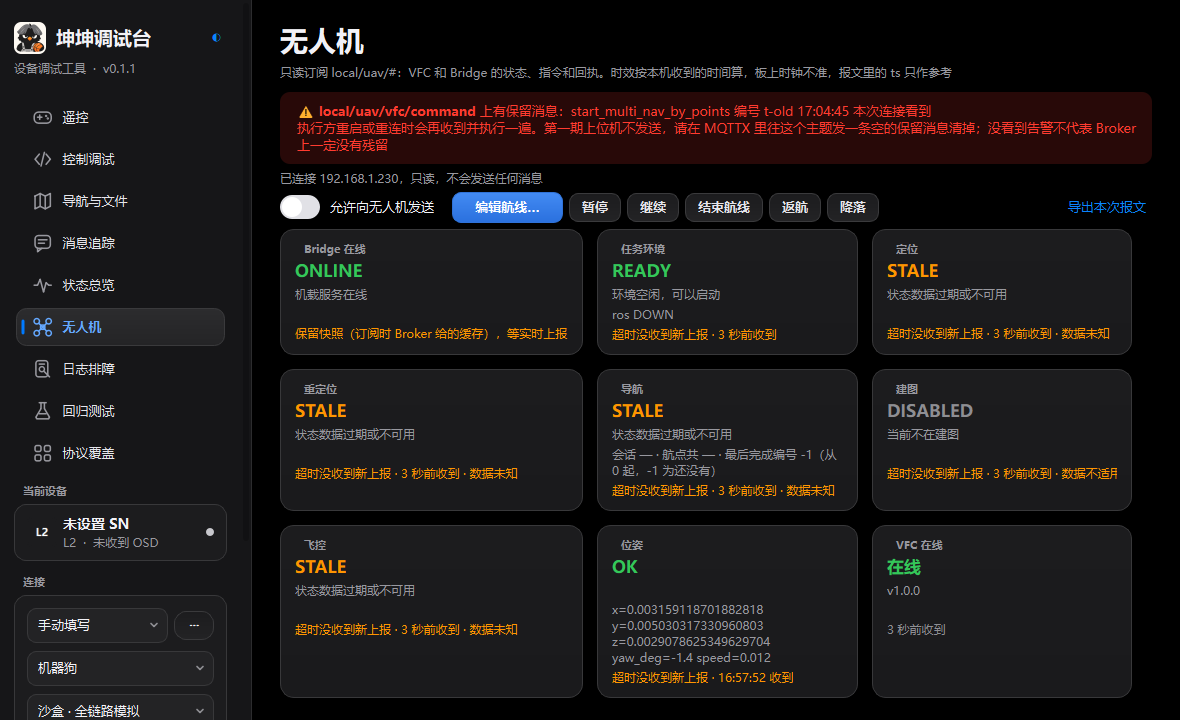 坤坤调试台
设备调试工具 · v0.1.1
遥控
控制调试
导航与文件
消息追踪
状态总览
无人机
日志排障
回归测试
协议覆盖
当前设备
L2
未设置 SN
L2 · 未收到 OSD
连接
手动填写
...
机器狗
沙盒 · 全链路模拟
无人机
只读订阅 local/uav/#：VFC 和 Bridge 的状态、指令和回执。时效按本机收到的时间算，板上时钟不准，报文里的 ts 只作参考
local/uav/vfc/command 上有保留消息：start_multi_nav_by_points 编号 t-old 17:04:45 本次连接看到
执行方重启或重连时会再收到并执行一遍。第一期上位机不发送，请在 MQTTX 里往这个主题发一条空的保留消息清掉；没看到告警不代表 Broker
上一定没有残留
已连接 192.168.1.230，只读，不会发送任何消息
允许向无人机发送
编辑航线...
暂停
继续
结束航线
返航
降落
导出本次报文
Bridge 在线
ONLINE
机载服务在线
保留快照（订阅时 Broker 给的缓存），等实时上报
任务环境
READY
环境空闲，可以启动
ros DOWN
超时没收到新上报 · 3 秒前收到
定位
STALE
状态数据过期或不可用
超时没收到新上报 · 3 秒前收到 · 数据未知
重定位
STALE
状态数据过期或不可用
超时没收到新上报 · 3 秒前收到 · 数据未知
导航
STALE
状态数据过期或不可用
会话 — · 航点共 — · 最后完成编号 -1（从
0 起，-1 为还没有）
超时没收到新上报 · 3 秒前收到 · 数据未知
建图
DISABLED
当前不在建图
超时没收到新上报 · 3 秒前收到 · 数据不适用
飞控
STALE
状态数据过期或不可用
超时没收到新上报 · 3 秒前收到 · 数据未知
位姿
OK
x=0.003159118701882818
y=0.005030317330960803
z=0.0029078625349629704
yaw_deg=-1.4 speed=0.012
超时没收到新上报 · 16:57:52 收到
VFC 在线
在线
v1.0.0
3 秒前收到